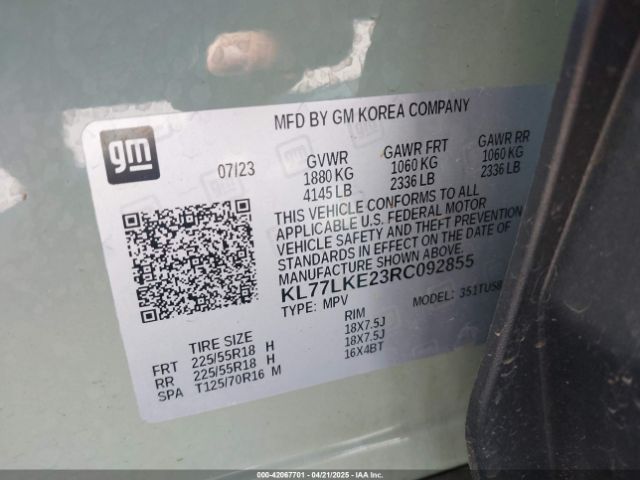 MFD BY GM KOREA COMPANY
gm
07/23
GVWR GAWR FRT GAWR RR
1880 KG 1060 KG 1060 KG
4145 LB 2336 LB 2336 LB
THIS VEHICLE CONFORMS TO ALL
APPLICABLE U.S. FEDERAL MOTOR
VEHICLE SAFETY AND THEFT PREVENTION
STANDARDS IN EFFECT ON THE DATE OF
MANUFACTURE SHOWN ABOVE.
KL77LKE23RC092855
TYPE: MPV MODEL:
TIRE SIZE RIM
FRT 225/55R18 H 18X7.5J
RR 225/55R18 H 18X7.5J
SPA T125/70R16 M 16X4BT
000-42067701 - 04/21/2025 - IAA Inc.